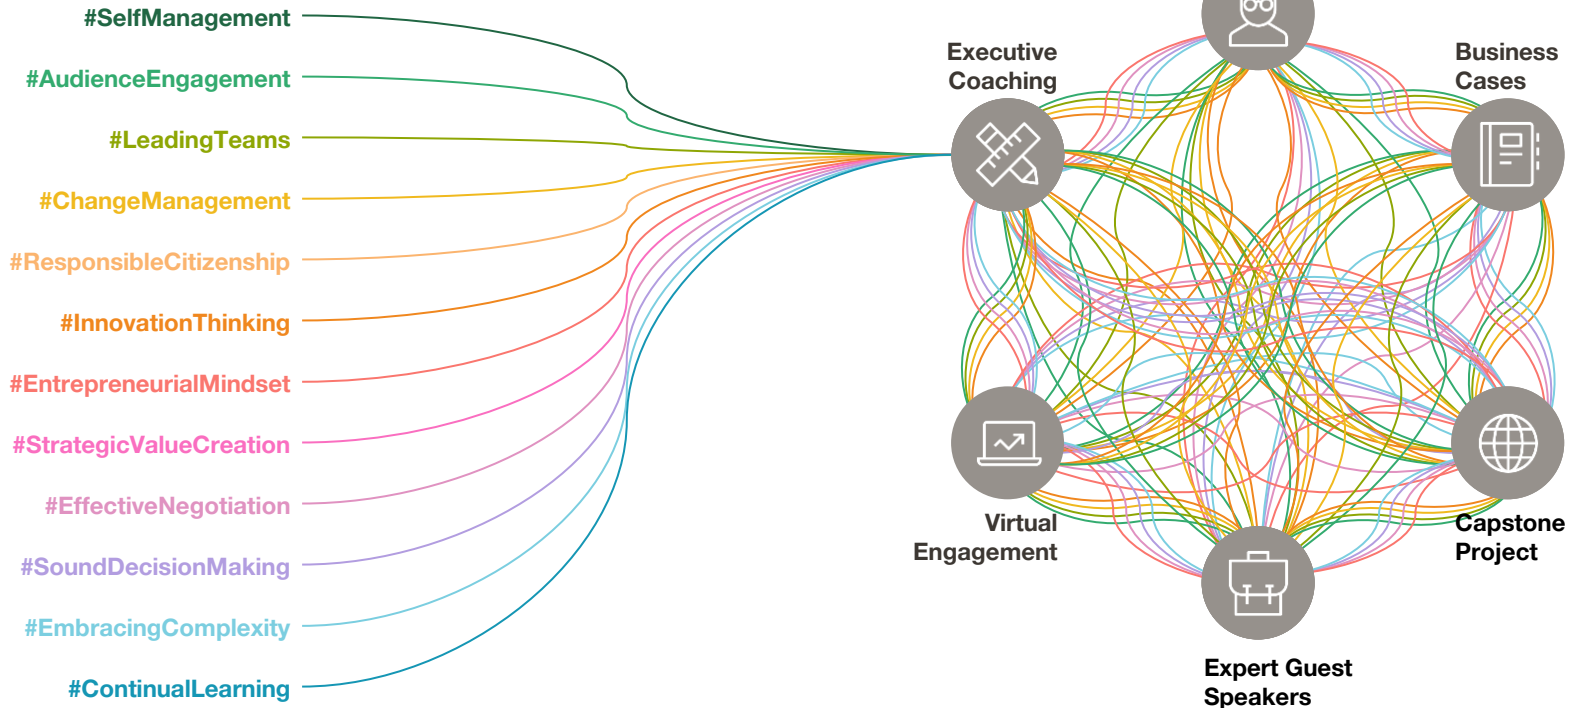 #SelfManagement
#AudienceEngagement
#LeadingTeams
#ChangeManagement
#ResponsibleCitizenship
#InnovationThinking
#EntrepreneurialMindset
#StrategicValueCreation
#EffectiveNegotiation
#SoundDecisionMaking
#EmbracingComplexity
#ContinualLearning
Executive
Coaching
Business
Cases
Virtual
Engagement
Capstone
Project
Expert Guest
Speakers